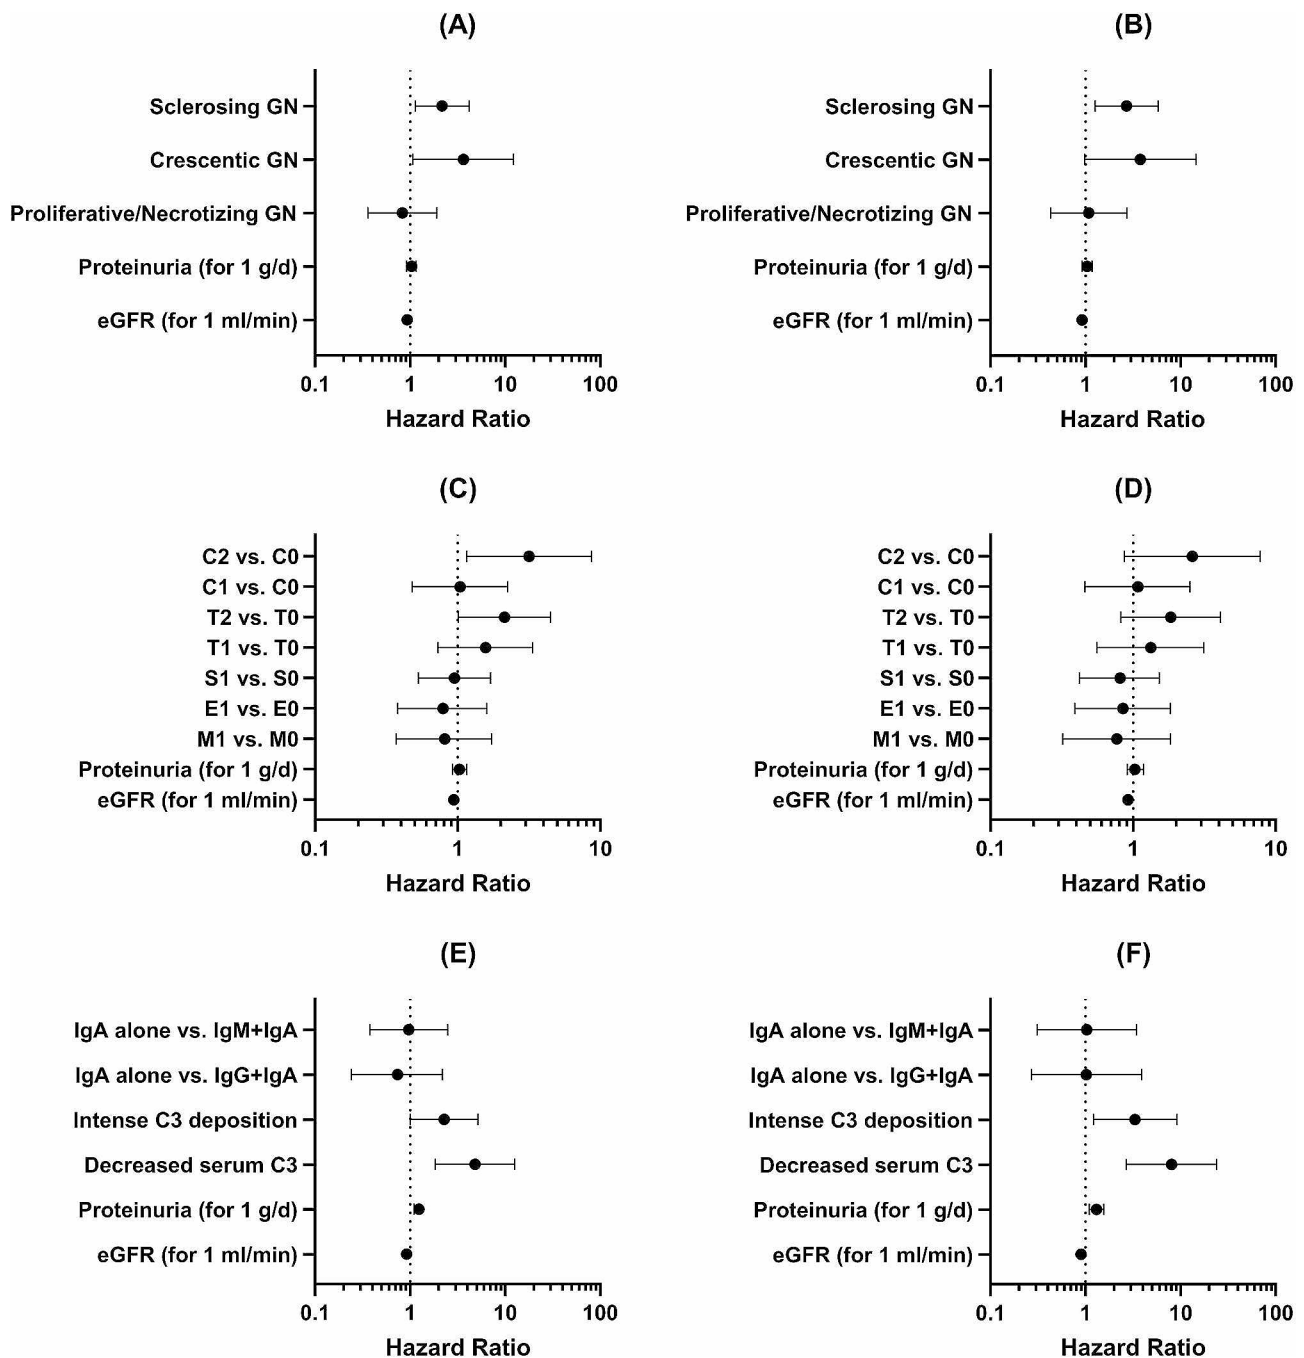 (A)
Sclerosing GN
Crescentic GN
Proliferative/Necrotizing GN
Proteinuria (for 1 g/d)
eGFR (for 1 ml/min)
0.1 1 10 100
Hazard Ratio
(B)
Sclerosing GN
Crescentic GN
Proliferative/Necrotizing GN
Proteinuria (for 1 g/d)
eGFR (for 1 ml/min)
0.1 1 10 100
Hazard Ratio
(C)
C2 vs. C0
C1 vs. C0
T2 vs. T0
T1 vs. T0
S1 vs. S0
E1 vs. E0
M1 vs. M0
Proteinuria (for 1 g/d)
eGFR (for 1 ml/min)
0.1 1 10
Hazard Ratio
(D)
C2 vs. C0
C1 vs. C0
T2 vs. T0
T1 vs. T0
S1 vs. S0
E1 vs. E0
M1 vs. M0
Proteinuria (for 1 g/d)
eGFR (for 1 ml/min)
0.1 1 10
Hazard Ratio
(E)
IgA alone vs. IgM+IgA
IgA alone vs. IgG+IgA
Intense C3 deposition
Decreased serum C3
Proteinuria (for 1 g/d)
eGFR (for 1 ml/min)
0.1 1 10 100
Hazard Ratio
(F)
IgA alone vs. IgM+IgA
IgA alone vs. IgG+IgA
Intense C3 deposition
Decreased serum C3
Proteinuria (for 1 g/d)
eGFR (for 1 ml/min)
0.1 1 10 100
Hazard Ratio